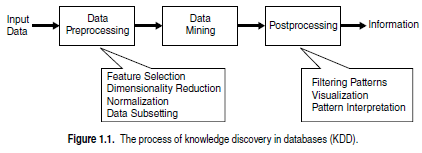 Input
Data
Data
Preprocessing
Data
Mining
Postprocessing
Information
Feature Selection
Dimensionality Reduction
Normalization
Data Subsetting
Filtering Patterns
Visualization
Pattern Interpretation
Figure 1.1. The process of knowledge discovery in databases (KDD).